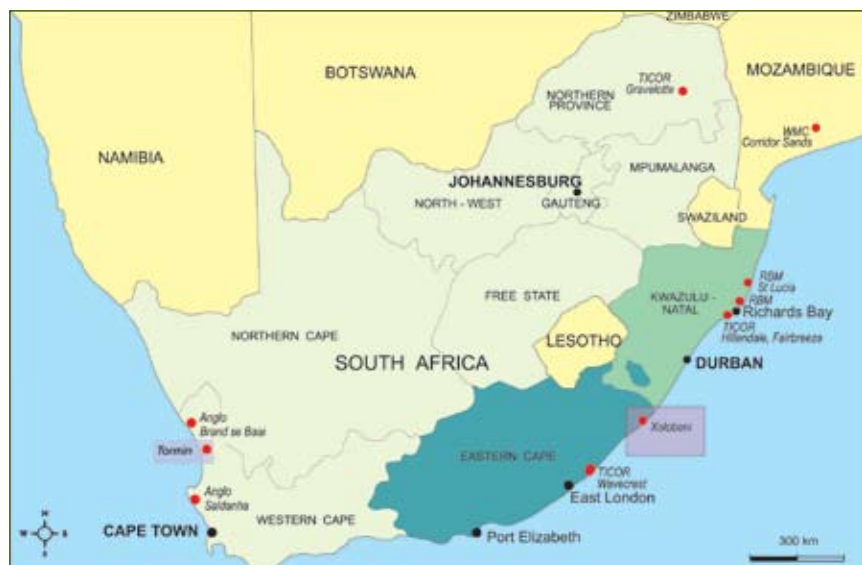 ZIMBABWE
BOTSWANA
MOZAMBIQUE
TICOR
Gravelotte
NORTHERN
PROVINCE
WMC
Corridor Sands
NAMIBIA
MPUMALANGA
JOHANNESBURG
NORTH - WEST
GAUTENG
SWAZILAND
RBM
St Lucia
FREE STATE
KWAZULU -
NATAL
RBM
Richards Bay
TICOR
Hillendale, Fairbreeze
NORTHERN CAPE
LESOTHO
SOUTH AFRICA
DURBAN
Anglo
Brand se Baai
Xolobeni
Tormin
EASTERN CAPE
TICOR
Wavecrest
East London
Anglo
Saldanha
WESTERN CAPE
CAPE TOWN
Port Elizabeth
N
W
E
S
300 km